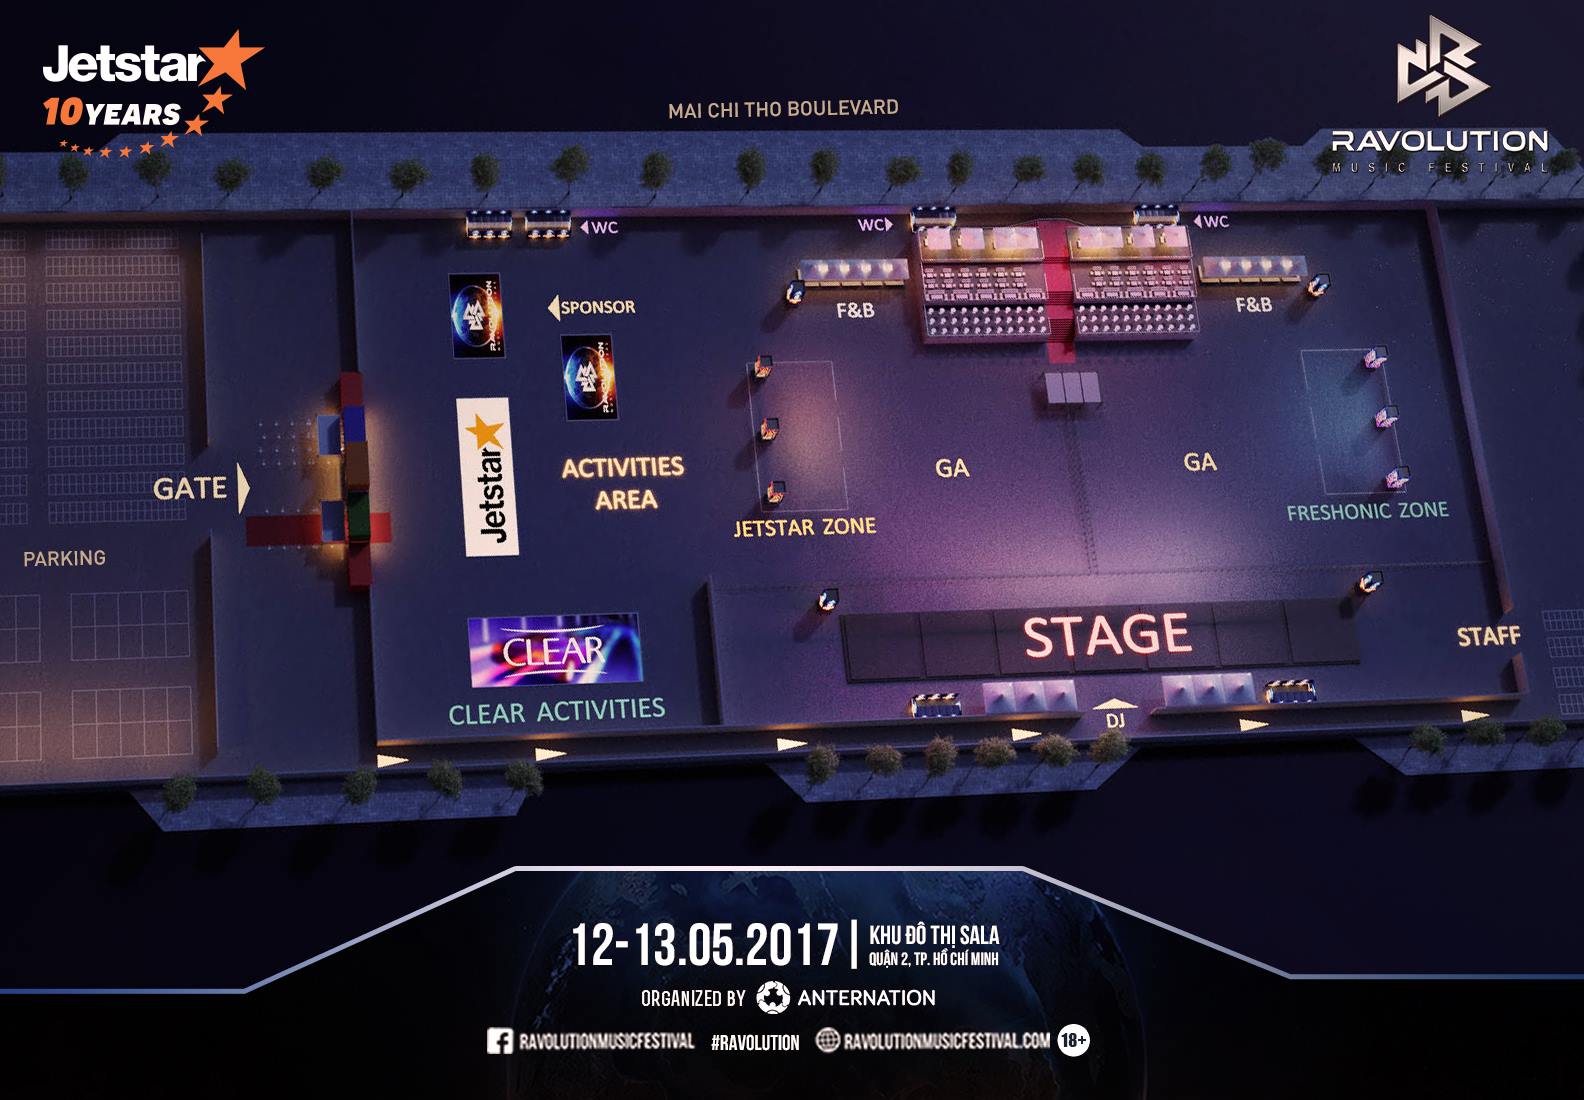 Jetstar
10 YEARS
RAVOLUTION
MUSIC FESTIVAL
MAI CHI THO BOULEVARD
WC
WC
WC
SPONSOR
RAVOLUTION
RAVOLUTION
F&B
F&B
Jetstar
ACTIVITIES
AREA
GA
GA
GATE
JETSTAR ZONE
FRESHONIC ZONE
PARKING
STAGE
STAFF
CLEAR
CLEAR ACTIVITIES
DJ
12-13.05.2017 | KHU ĐÔ THỊ SALA
QUẬN 2, TP. HỒ CHÍ MINH
ORGANIZED BY ANTERNATION
RAVOLUTIONMUSICFESTIVAL #RAVOLUTION RAVOLUTIONMUSICFESTIVAL.COM 18+